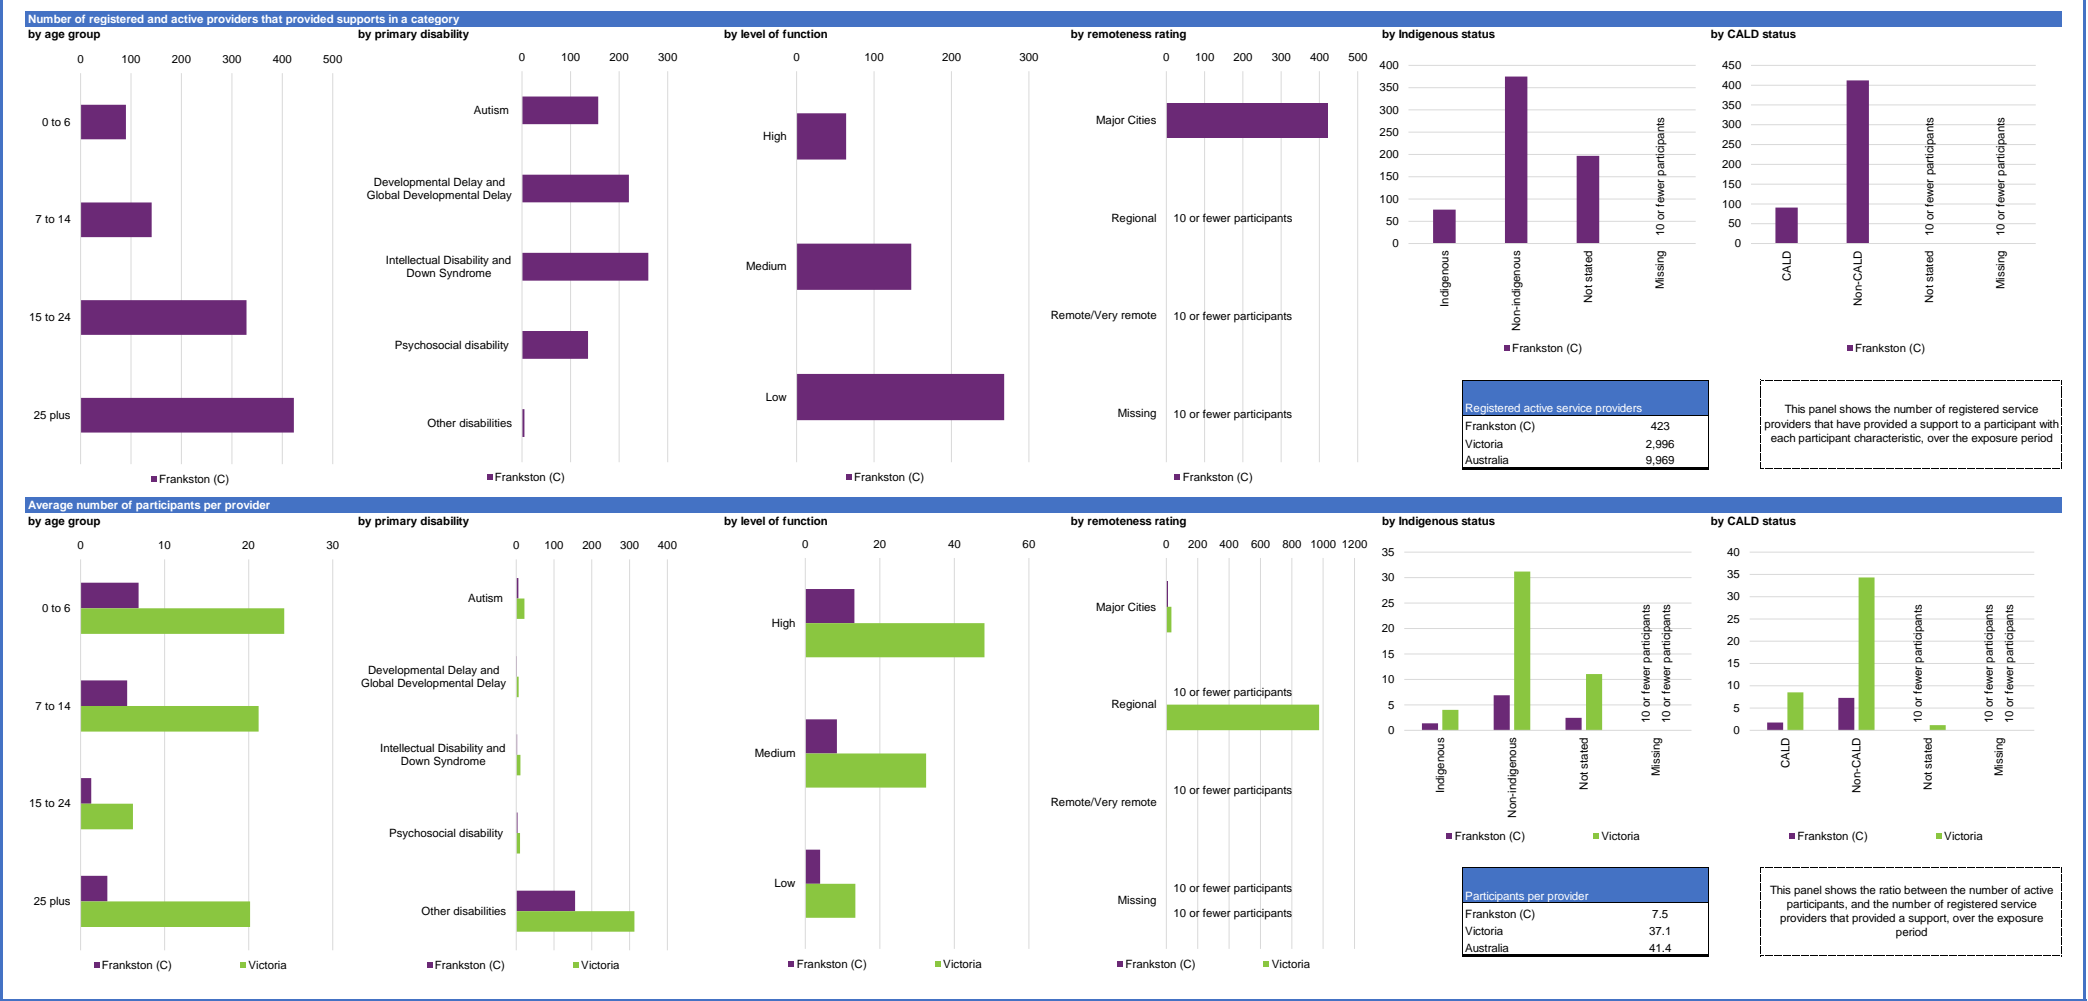 Number of registered and active providers that provided supports in a category
by age group
0 100 200 300 400 500
0 to 6
7 to 14
15 to 24
25 plus
Frankston (C)
by primary disability
0 100 200 300
Autism
Developmental Delay and
Global Developmental Delay
Intellectual Disability and
Down Syndrome
Psychosocial disability
Other disabilities
Frankston (C)
by level of function
0 100 200 300
High
Medium
Low
Frankston (C)
by remoteness rating
0 100 200 300 400 500
Major Cities
Regional
10 or fewer participants
Remote/Very remote
10 or fewer participants
Missing
10 or fewer participants
Frankston (C)
by Indigenous status
400
350
300
250
200
150
100
50
0
10 or fewer participants
Indigenous
Non-indigenous
Not stated
Missing
Frankston (C)
by CALD status
450
400
350
300
250
200
150
100
50
0
10 or fewer participants
10 or fewer participants
CALD
Non-CALD
Not stated
Missing
Frankston (C)
Registered active service providers
Frankston (C) 423
Victoria 2,996
Australia 9,969
This panel shows the number of registered service
providers that have provided a support to a participant with
each participant characteristic, over the exposure period
Average number of participants per provider
by age group
0 10 20 30
0 to 6
7 to 14
15 to 24
25 plus
Frankston (C) Victoria
by primary disability
0 100 200 300 400
Autism
Developmental Delay and
Global Developmental Delay
Intellectual Disability and
Down Syndrome
Psychosocial disability
Other disabilities
Frankston (C) Victoria
by level of function
0 20 40 60
High
Medium
Low
Frankston (C) Victoria
by remoteness rating
0 200 400 600 800 1000 1200
Major Cities
10 or fewer participants
Regional
10 or fewer participants
Remote/Very remote
10 or fewer participants
Missing
10 or fewer participants
Frankston (C) Victoria
by Indigenous status
35
30
25
20
15
10
5
0
10 or fewer participants
10 or fewer participants
Indigenous
Non-indigenous
Not stated
Missing
Frankston (C) Victoria
by CALD status
40
35
30
25
20
15
10
5
0
10 or fewer participants
10 or fewer participants
10 or fewer participants
CALD
Non-CALD
Not stated
Missing
Frankston (C) Victoria
Participants per provider
Frankston (C) 7.5
Victoria 37.1
Australia 41.4
This panel shows the ratio between the number of active
participants, and the number of registered service
providers that provided a support, over the exposure
period